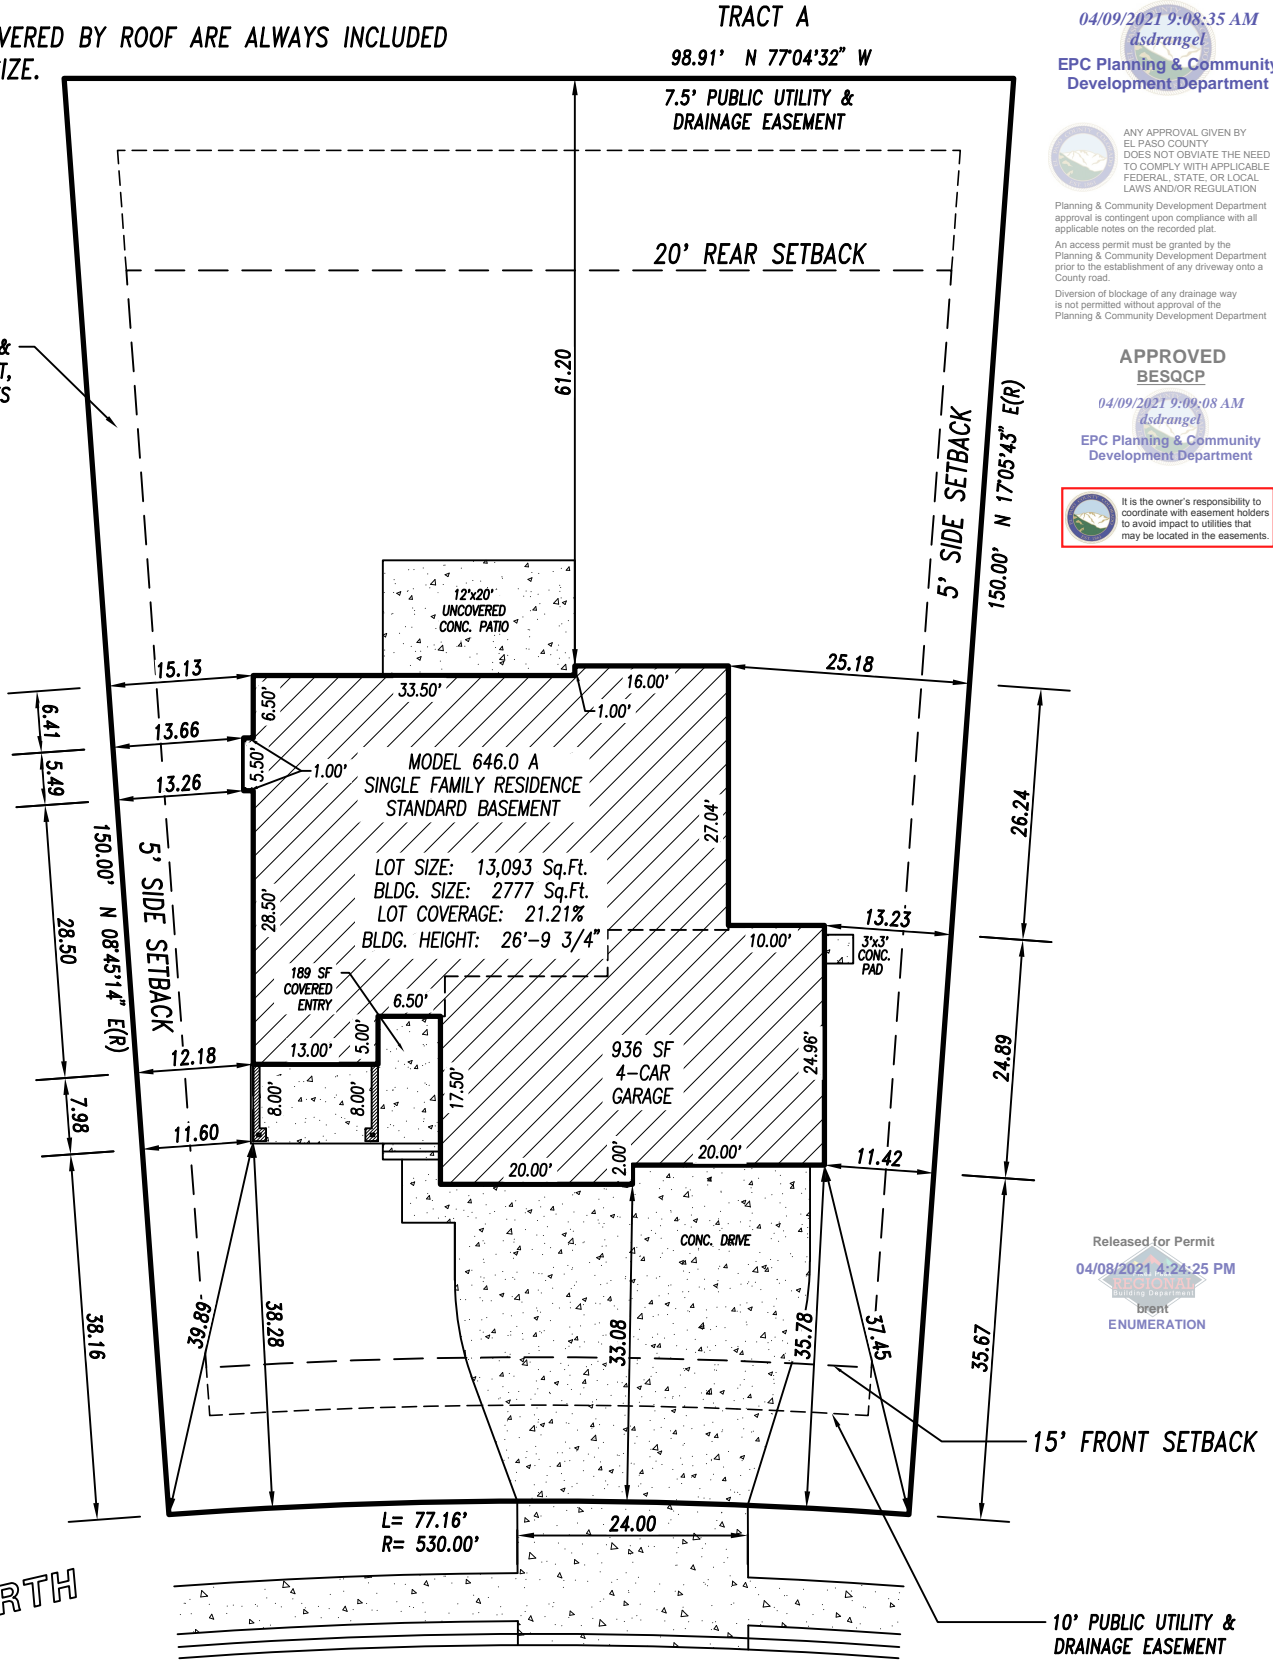 VERED BY ROOF ARE ALWAYS INCLUDED
IZE.
TRACT A
98.91' N 77°04'32" W
7.5' PUBLIC UTILITY &
DRAINAGE EASEMENT
04/09/2021 9:08:35 AM
dsdrangel
EPC Planning & Community
Development Department
ANY APPROVAL GIVEN BY
EL PASO COUNTY
DOES NOT OBVIATE THE NEED
TO COMPLY WITH APPLICABLE
FEDERAL, STATE, OR LOCAL
LAWS AND/OR REGULATION
Planning & Community Development Department
approval is contingent upon compliance with all
applicable notes on the recorded plat.
An access permit must be granted by the
Planning & Community Development Department
prior to the establishment of any driveway onto a
County road.
Diversion of blockage of any drainage way
is not permitted without approval of the
Planning & Community Development Department
APPROVED
BESQCP
04/09/2021 9:09:08 AM
dsdrangel
EPC Planning & Community
Development Department
It is the owner's responsibility to
coordinate with easement holders
to avoid impact to utilities that
may be located in the easements.
20' REAR SETBACK
&
T,
S
61.20
5' SIDE SETBACK
150.00' N 17°05'43" E(R)
12'x20'
UNCOVERED
CONC. PATIO
15.13
33.50'
16.00'
1.00'
25.18
6.41
6.50'
13.66
5.49
5.50'
1.00'
13.26
MODEL 646.0 A
SINGLE FAMILY RESIDENCE
STANDARD BASEMENT
27.04'
26.24
150.00' N 08°45'14" E(R)
5' SIDE SETBACK
LOT SIZE: 13,093 Sq.Ft.
BLDG. SIZE: 2777 Sq.Ft.
LOT COVERAGE: 21.21%
BLDG. HEIGHT: 26'-9 3/4"
28.50
28.50'
13.23
10.00'
3'x3'
CONC.
PAD
189 SF
COVERED
ENTRY
6.50'
5.00'
13.00'
12.18
936 SF
4-CAR
GARAGE
24.96'
24.89
7.98
8.00'
8.00'
17.50'
11.60
20.00'
2.00'
20.00'
11.42
CONC. DRIVE
38.16
39.89
38.28
33.08
35.78
37.45
35.67
Released for Permit
04/08/2021 4:24:25 PM
REGIONAL
Building Department
brent
ENUMERATION
15' FRONT SETBACK
L= 77.16'
R= 530.00'
24.00
RTH
10' PUBLIC UTILITY &
DRAINAGE EASEMENT